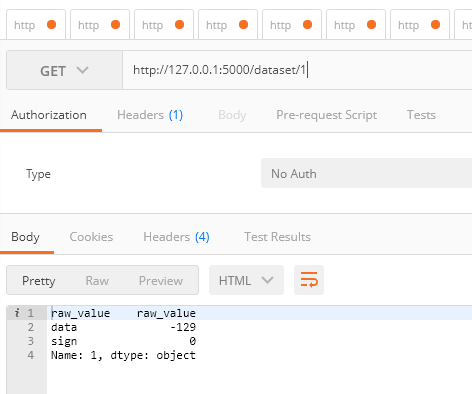 http http http http http http http
GET http://127.0.0.1:5000/dataset/1
Authorization Headers (1) Body Pre-request Script Tests
Type No Auth
Body Cookies Headers (4) Test Results
Pretty Raw Preview HTML
i 1 raw_value    raw_value
2 data              -129
3 sign                 0
4 Name: 1, dtype: object